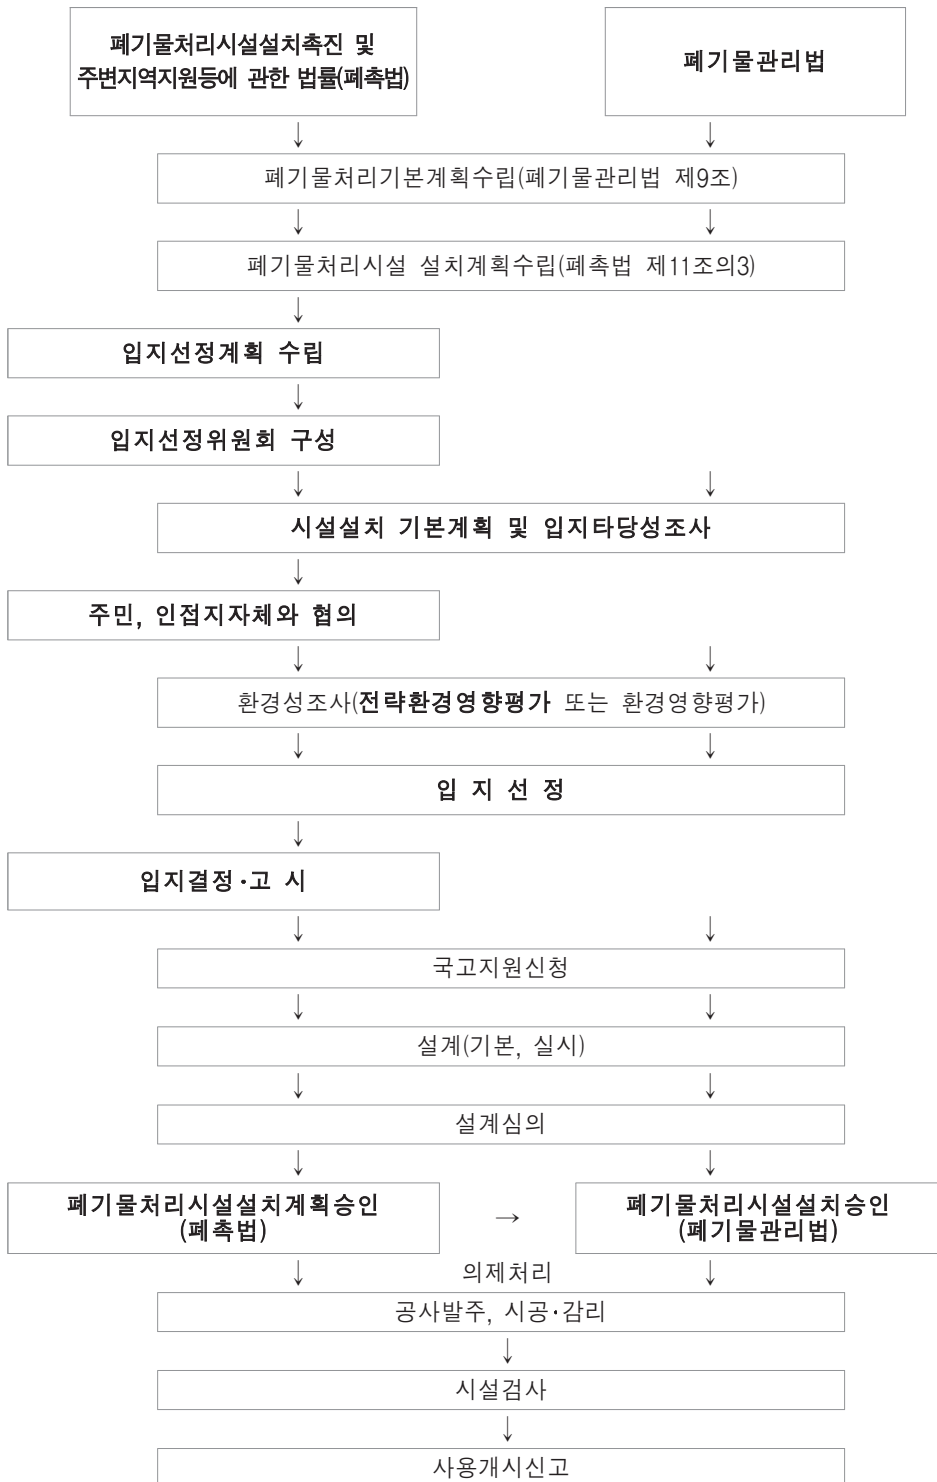 폐기물처리시설설치촉진 및
주변지역지원등에 관한 법률(폐촉법)
폐기물관리법
↓ ↓
폐기물처리기본계획수립(폐기물관리법 제9조)
↓ ↓
폐기물처리시설 설치계획수립(폐촉법 제11조의3)
↓
입지선정계획 수립
↓
입지선정위원회 구성
↓ ↓
시설설치 기본계획 및 입지타당성조사
↓
주민, 인접지자체와 협의
↓ ↓
환경성조사(전략환경영향평가 또는 환경영향평가)
↓ ↓
입 지 선 정
↓
입지결정·고 시
↓ ↓
국고지원신청
↓ ↓
설계(기본, 실시)
↓ ↓
설계심의
↓ ↓
폐기물처리시설설치계획승인
(폐촉법)
→
폐기물처리시설설치승인
(폐기물관리법)
↓ 의제처리 ↓
공사발주, 시공·감리
↓
시설검사
↓
사용개시신고